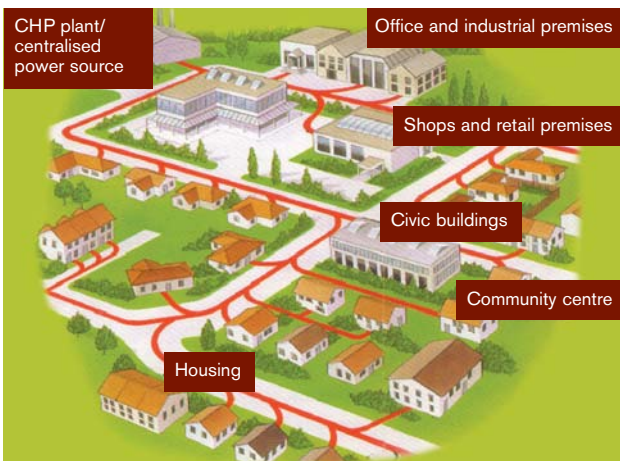 CHP plant/
centralised
power source
Office and industrial premises
Shops and retail premises
Civic buildings
Community centre
Housing